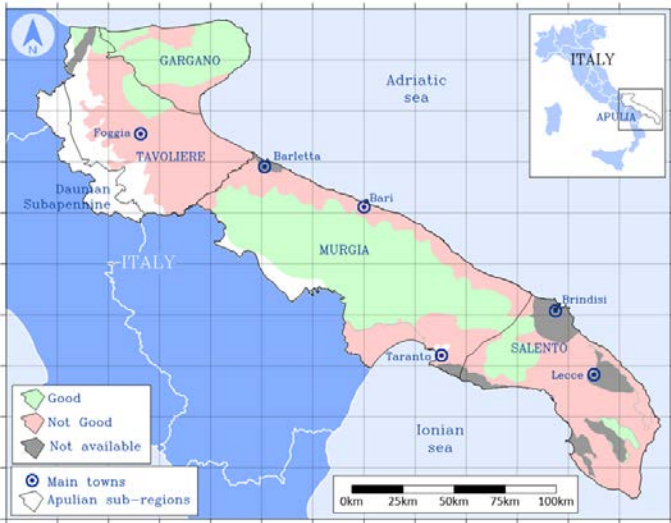 N
GARGANO
Adriatic
sea
ITALY
APULIA
Foggia
TAVOLIERE
Barletta
Daunian
Subapennine
Bari
ITALY
MURGIA
Brindisi
SALENTO
Taranto
Lecce
Ionian
sea
Good
Not Good
Not available
Main towns
Apulian sub-regions
0km 25km 50km 75km 100km